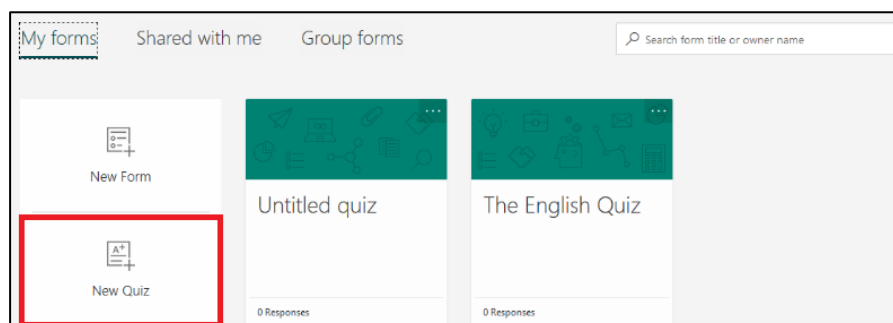 My forms Shared with me Group forms
Search form title or owner name
New Form
A+
New Quiz
Untitled quiz
0 Responses
The English Quiz
0 Responses